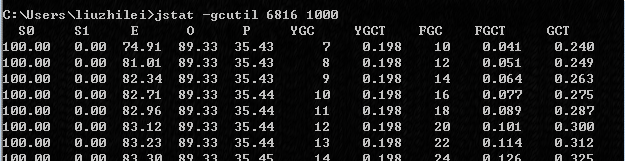 C:\Users\liuzhilei>jstat -gcutil 6816 1000
S0 S1 E O P YGC YGCT FGC FGCT GCT
100.00 0.00 74.91 89.33 35.43 7 0.198 10 0.041 0.240
100.00 0.00 81.01 89.33 35.43 8 0.198 12 0.051 0.249
100.00 0.00 82.34 89.33 35.43 9 0.198 14 0.064 0.263
100.00 0.00 82.71 89.33 35.44 10 0.198 16 0.077 0.275
100.00 0.00 82.96 89.33 35.44 11 0.198 18 0.089 0.287
100.00 0.00 83.12 89.33 35.44 12 0.198 20 0.101 0.300
100.00 0.00 83.23 89.33 35.44 13 0.198 22 0.114 0.312
100.00 0.00 83.30 89.33 35.45 14 0.198 24 0.126 0.325